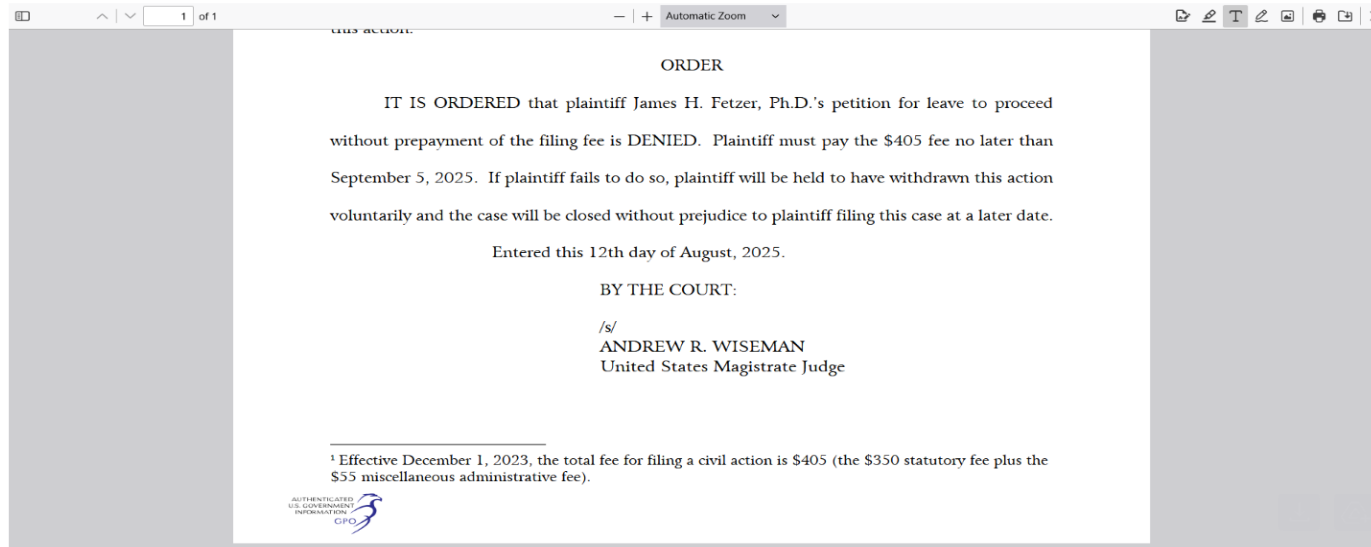 1 of 1
Automatic Zoom
this action.
ORDER
IT IS ORDERED that plaintiff James H. Fetzer, Ph.D.'s petition for leave to proceed
without prepayment of the filing fee is DENIED. Plaintiff must pay the $405 fee no later than
September 5, 2025. If plaintiff fails to do so, plaintiff will be held to have withdrawn this action
voluntarily and the case will be closed without prejudice to plaintiff filing this case at a later date.
Entered this 12th day of August, 2025.
BY THE COURT:
/s/
ANDREW R. WISEMAN
United States Magistrate Judge
¹ Effective December 1, 2023, the total fee for filing a civil action is $405 (the $350 statutory fee plus the
$55 miscellaneous administrative fee).
AUTHENTICATED
U.S. GOVERNMENT
INFORMATION
GPO